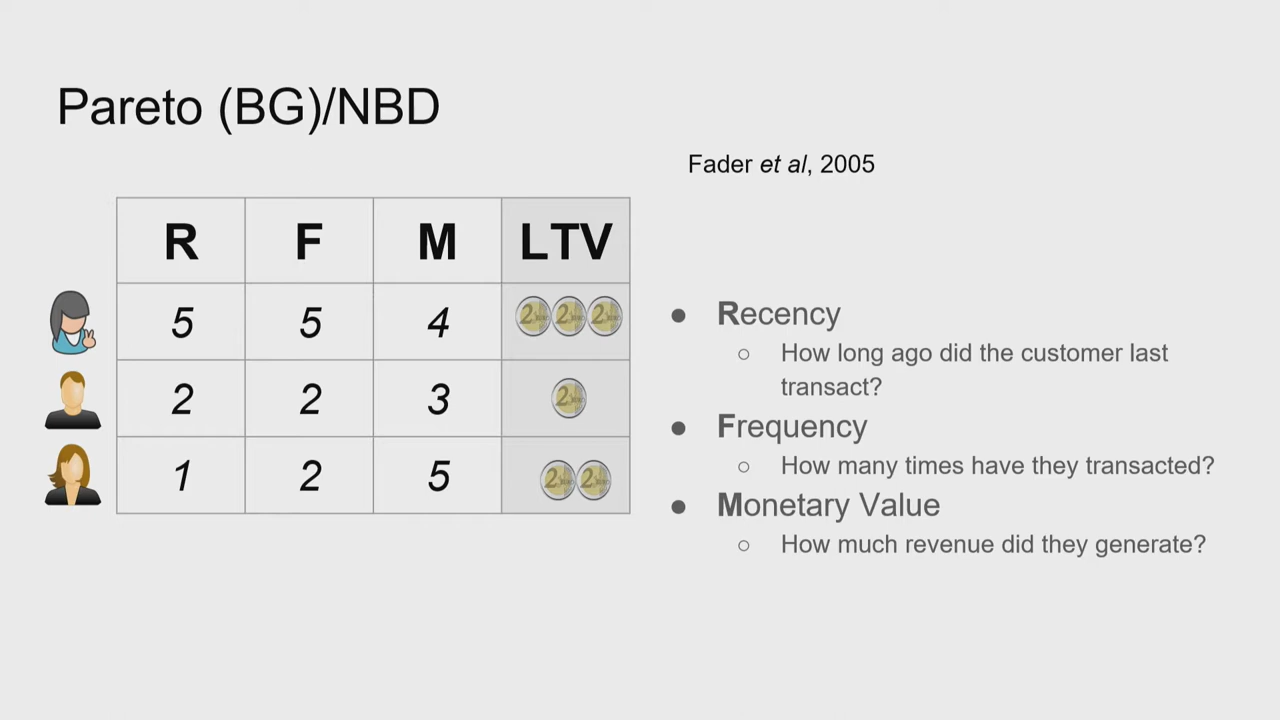 Pareto (BG)/NBD
Fader et al, 2005
R F M LTV
5 5 4
2 2 3
1 2 5
● Recency
○ How long ago did the customer last
transact?
● Frequency
○ How many times have they transacted?
● Monetary Value
○ How much revenue did they generate?